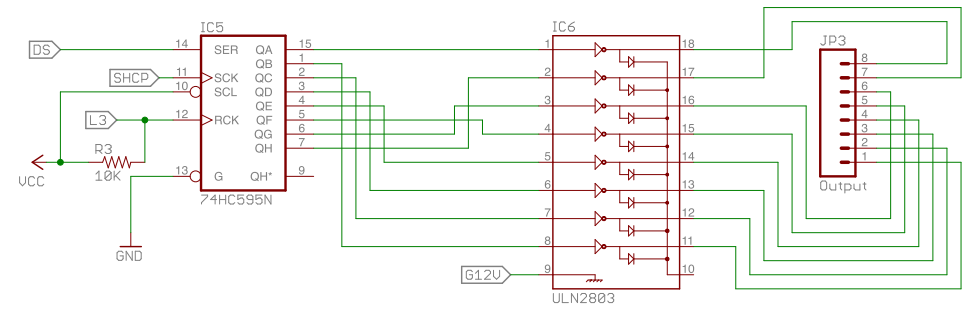 IC5
IC6
JP3
DS
14
SER
QA
15
1
18
QB
1
8
SHCP
11
SCK
QC
2
2
17
7
10
SCL
QD
3
6
QE
4
3
16
5
L3
12
RCK
QF
5
4
QG
6
4
15
3
R3
QH
7
2
10K
5
14
1
VCC
13
G
QH*
9
Output
74HC595N
6
13
7
12
GND
8
11
G12V
9
10
ULN2803